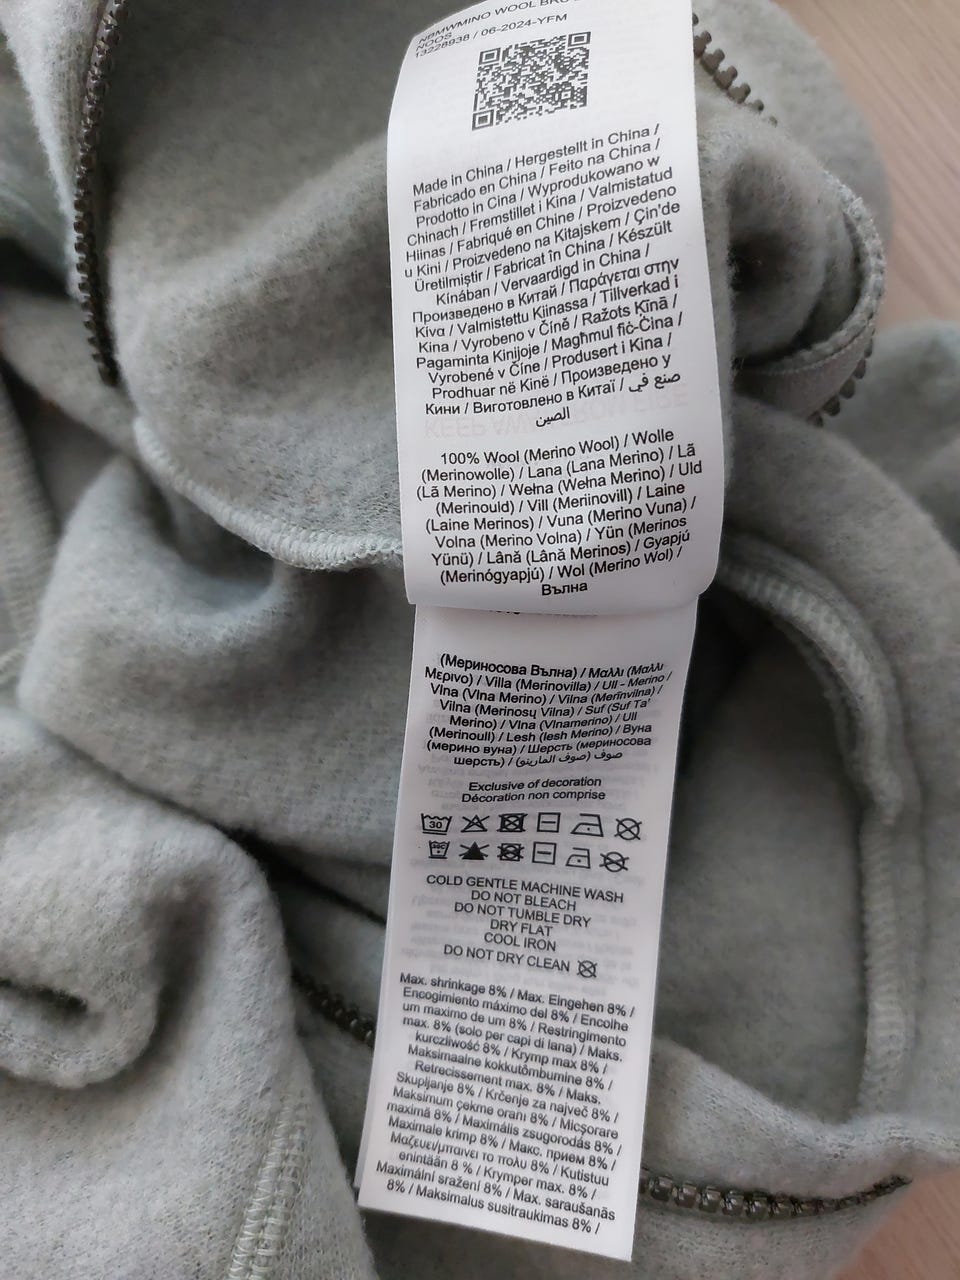 NBMWMINO WOOL
NOOS
13228938 / 06-2024-YFM
Made in China / Hergestellt in China /
Fabricado en China / Feito na China /
Prodotto in Cina / Wyprodukowano w
Chinach / Fremstillet i Kina / Valmistatud
Hiinas / Fabriqué en Chine / Proizvedeno
u Kini / Proizvedeno na Kitajskem / Çin'de
Üretilmiştir / Fabricat în China / Készült
Kínában / Vervaardigd in China /
Произведено в Китай / Παράγεται στην
Κίνα / Valmistettu Kiinassa / Tillverkad i
Kina / Vyrobeno v Číně / Ražots Ķīnā /
Pagaminta Kinijoje / Magħmul fiċ-Ċina /
Vyrobené v Číne / Produsert i Kina /
Prodhuar në Kinë / Произведено у
Кини / Виготовлено в Китаї / صنع في
الصين
100% Wool (Merino Wool) / Wolle
(Merinowolle) / Lana (Lana Merino) / Lã
(Lã Merino) / Wełna (Wełna Merino) / Uld
(Merinould) / Vill (Meriinovill) / Laine
(Laine Merinos) / Vuna (Merino Vuna) /
Volna (Merino Volna) / Yün (Merinos
Yünü) / Lână (Lână Merinos) / Gyapjú
(Merinógyapjú) / Wol (Merino Wol) /
Вълна
(Мериносова Вълна) / Μαλλί (Μαλλί
Μερινο) / Villa (Merinovilla) / Ull - Merino /
Vlna (Vlna Merino) / Vilna (Merīnvilna) /
Vilna (Merinosų Vilna) / Suf (Suf Ta'
Merino) / Vlna (Vlnamerino) / Ull
(Merinoull) / Lesh (lesh Merino) / Вуна
(мерино вуна) / Шерсть (мериносова
шерсть) / صوف (صوف المارينو)
Exclusive of decoration
Décoration non comprise
30
COLD GENTLE MACHINE WASH
DO NOT BLEACH
DO NOT TUMBLE DRY
DRY FLAT
COOL IRON
DO NOT DRY CLEAN
Max. shrinkage 8% / Max. Eingehen 8% /
Encogimiento máximo del 8% / Encolhe
um maximo de um 8% / Restringimento
max. 8% (solo per capi di lana) / Maks.
kurczliwość 8% / Krymp max 8% /
Maksimaalne kokkutõmbumine 8% /
Retrecissement max. 8% / Maks.
Skupljanje 8% / Krčenje za največ 8% /
Maksimum çekme oranı 8% / Micșorare
maximă 8% / Maximális zsugorodás 8% /
Maximale krimp 8% / Макс. прием 8% /
Μαζευει/μπαινει το πολυ 8% / Kutistuu
enintään 8 % / Krymper max. 8% /
Maximální sražení 8% / Max. saraušanās
8% / Maksimalus susitraukimas 8% /